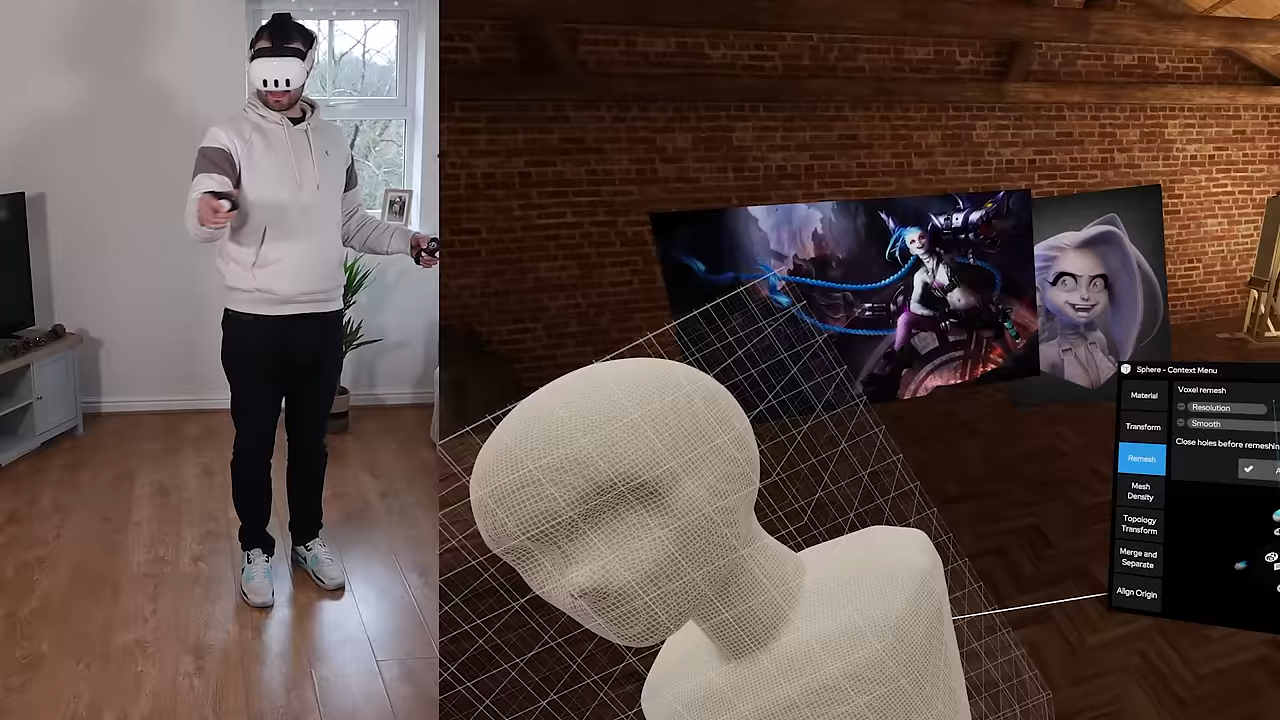 Sphere - Context Menu
Material
Transform
Remesh
Mesh
Density
Topology
Transform
Merge and
Separate
Align Origin
Voxel remesh
Resolution
Smooth
Close holes before